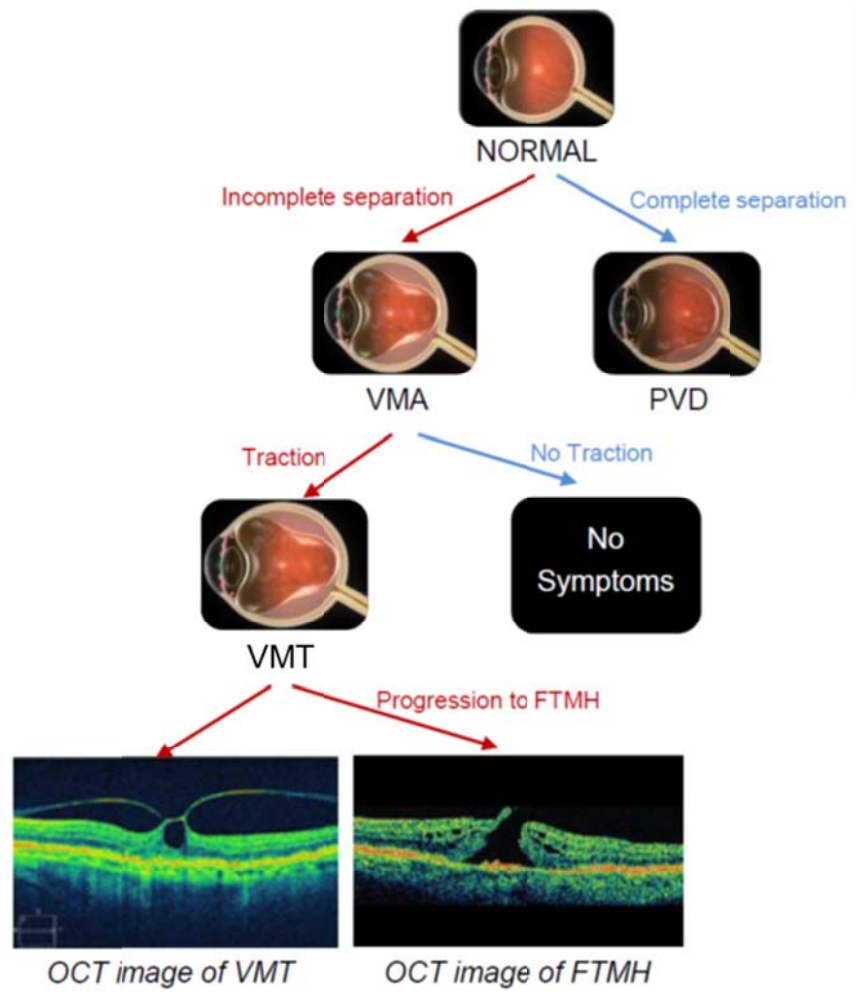 NORMAL
Incomplete separation
Complete separation
VMA
PVD
Traction
No Traction
No
Symptoms
VMT
Progression to FTMH
OCT image of VMT
OCT image of FTMH